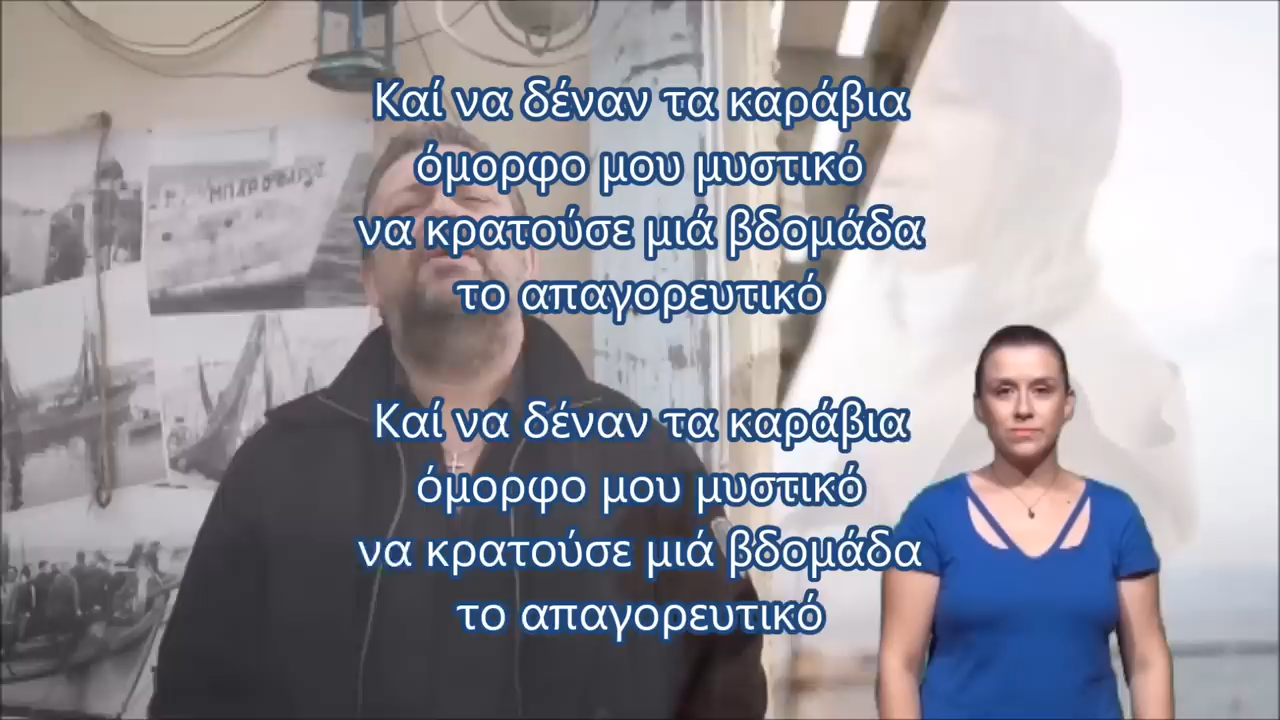 Καί να δέναν τα καράβια
όμορφο μου μυστικό
να κρατούσε μιά βδομάδα
το απαγορευτικό
Καί να δέναν τα καράβια
όμορφο μου μυστικό
να κρατούσε μιά βδομάδα
το απαγορευτικό